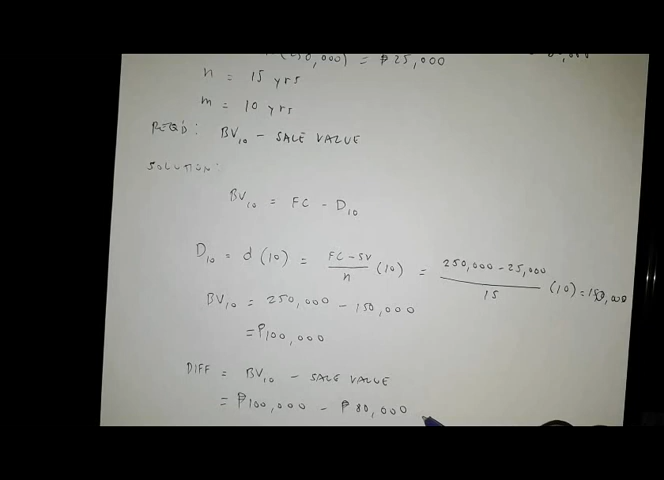 (250,000) = ₱25,000
n = 15 yrs
m = 10 yrs
REQ'D: BV₁₀ - SALE VALUE
SOLUTION:
BV₁₀ = FC - D₁₀
D₁₀ = d(10) = FC-SV/n (10) = 250,000-25,000/15 (10) = 150,000
BV₁₀ = 250,000 - 150,000
= ₱100,000
DIFF = BV₁₀ - SALE VALUE
= ₱100,000 - ₱80,000